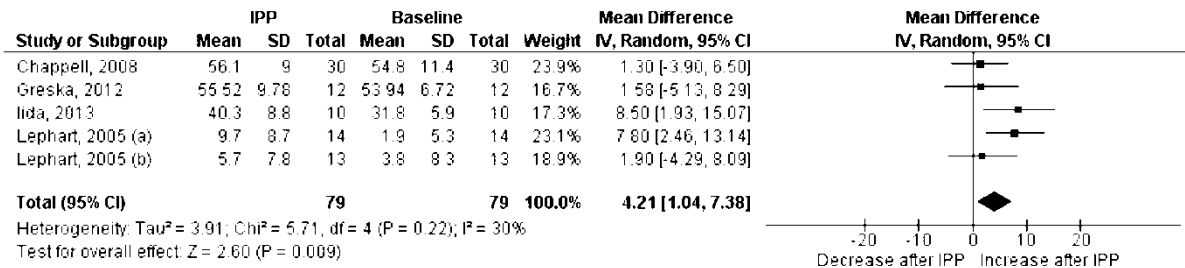 IPP Baseline Mean Difference Mean Difference
Study or Subgroup Mean SD Total Mean SD Total Weight IV, Random, 95% CI IV, Random, 95% CI
Chappell, 2008 56.1 9 30 54.8 11.4 30 23.9% 1.30 [-3.90, 6.50]
Greska, 2012 55.52 9.78 12 53.94 6.72 12 16.7% 1.58 [-5.13, 8.29]
Iida, 2013 40.3 8.8 10 31.8 5.9 10 17.3% 8.50 [1.93, 15.07]
Lephart, 2005 (a) 9.7 8.7 14 1.9 5.3 14 23.1% 7.80 [2.46, 13.14]
Lephart, 2005 (b) 5.7 7.8 13 3.8 8.3 13 18.9% 1.90 [-4.29, 8.09]
Total (95% CI) 79 79 100.0% 4.21 [1.04, 7.38]
Heterogeneity: Tau² = 3.91; Chi² = 5.71, df = 4 (P = 0.22); I² = 30%
Test for overall effect: Z = 2.60 (P = 0.009)
-20 -10 0 10 20
Decrease after IPP Increase after IPP